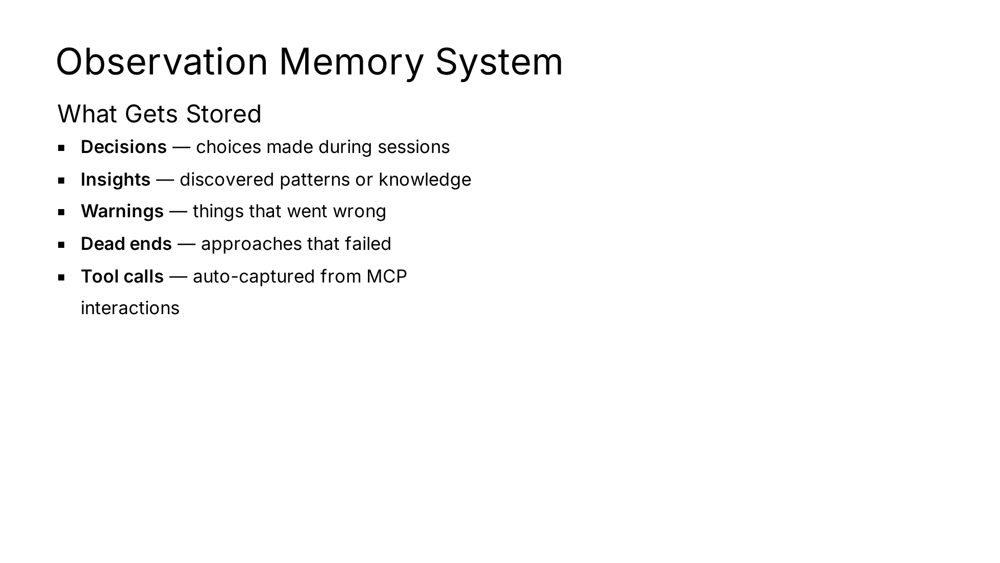 Observation Memory System
What Gets Stored
▪ Decisions — choices made during sessions
▪ Insights — discovered patterns or knowledge
▪ Warnings — things that went wrong
▪ Dead ends — approaches that failed
▪ Tool calls — auto-captured from MCP
interactions